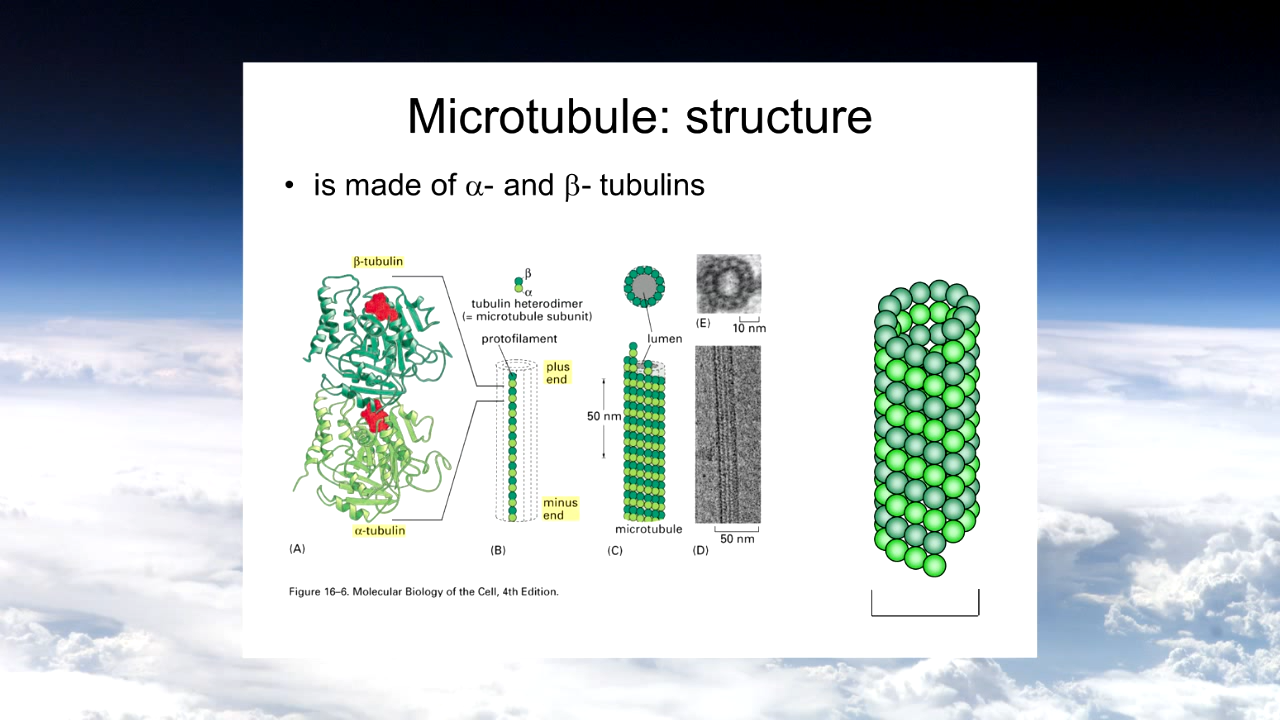 Microtubule: structure
• is made of α- and β- tubulins
β-tubulin
α-tubulin
(A)
β
α
tubulin heterodimer
(= microtubule subunit)
protofilament
plus
end
minus
end
(B)
lumen
50 nm
microtubule
(C)
(E)
10 nm
50 nm
(D)
Figure 16–6. Molecular Biology of the Cell, 4th Edition.